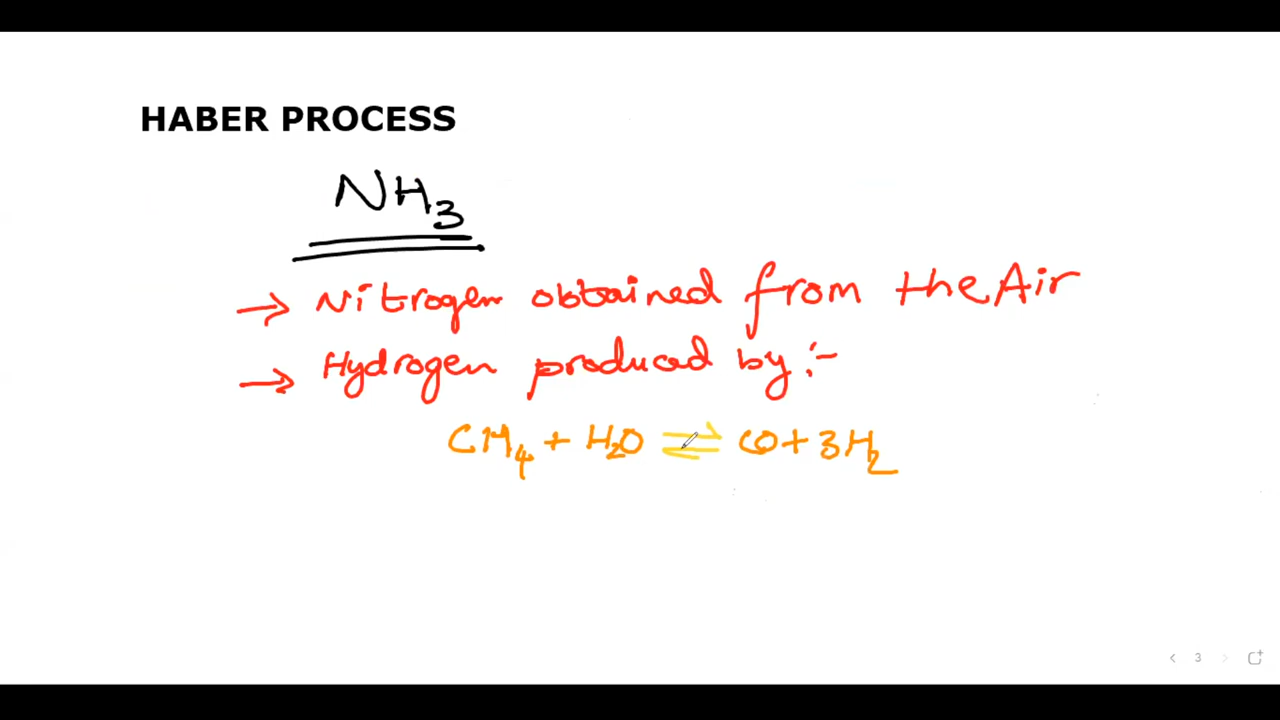 HABER PROCESS
NH₃
→ Nitrogen obtained from the Air
→ Hydrogen produced by :-
CH₄ + H₂O ⇌ CO + 3H₂
3